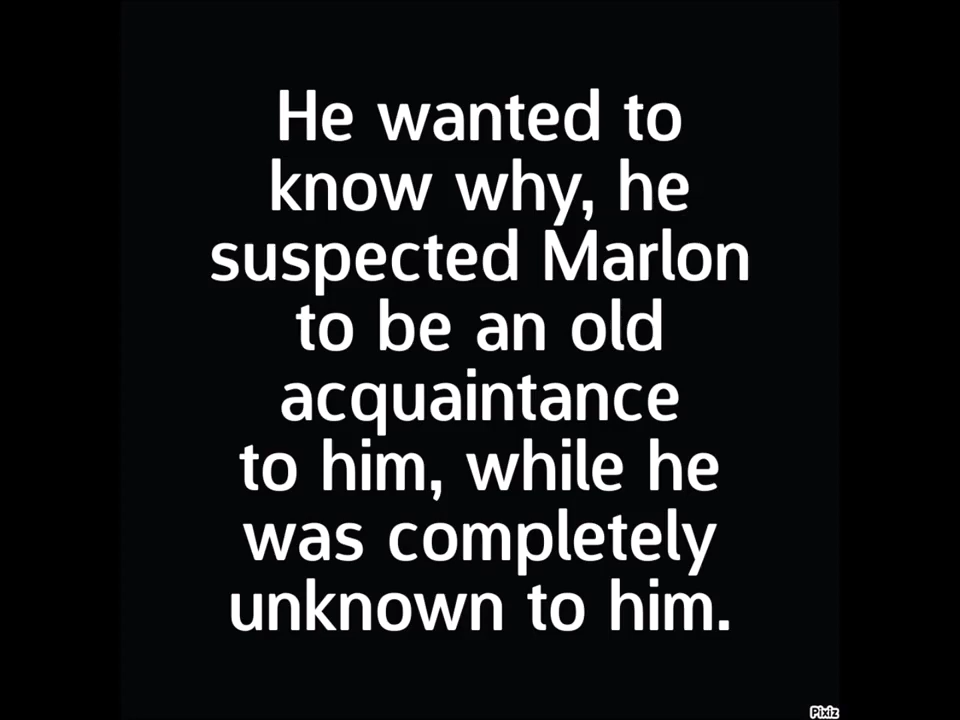 He wanted to
know why, he
suspected Marlon
to be an old
acquaintance
to him, while he
was completely
unknown to him.
Pixiz